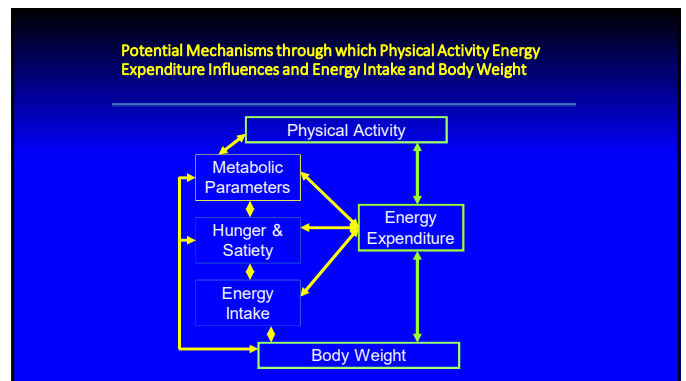 Potential Mechanisms through which Physical Activity Energy
Expenditure Influences and Energy Intake and Body Weight
Physical Activity
Metabolic
Parameters
Hunger &
Satiety
Energy
Expenditure
Energy
Intake
Body Weight